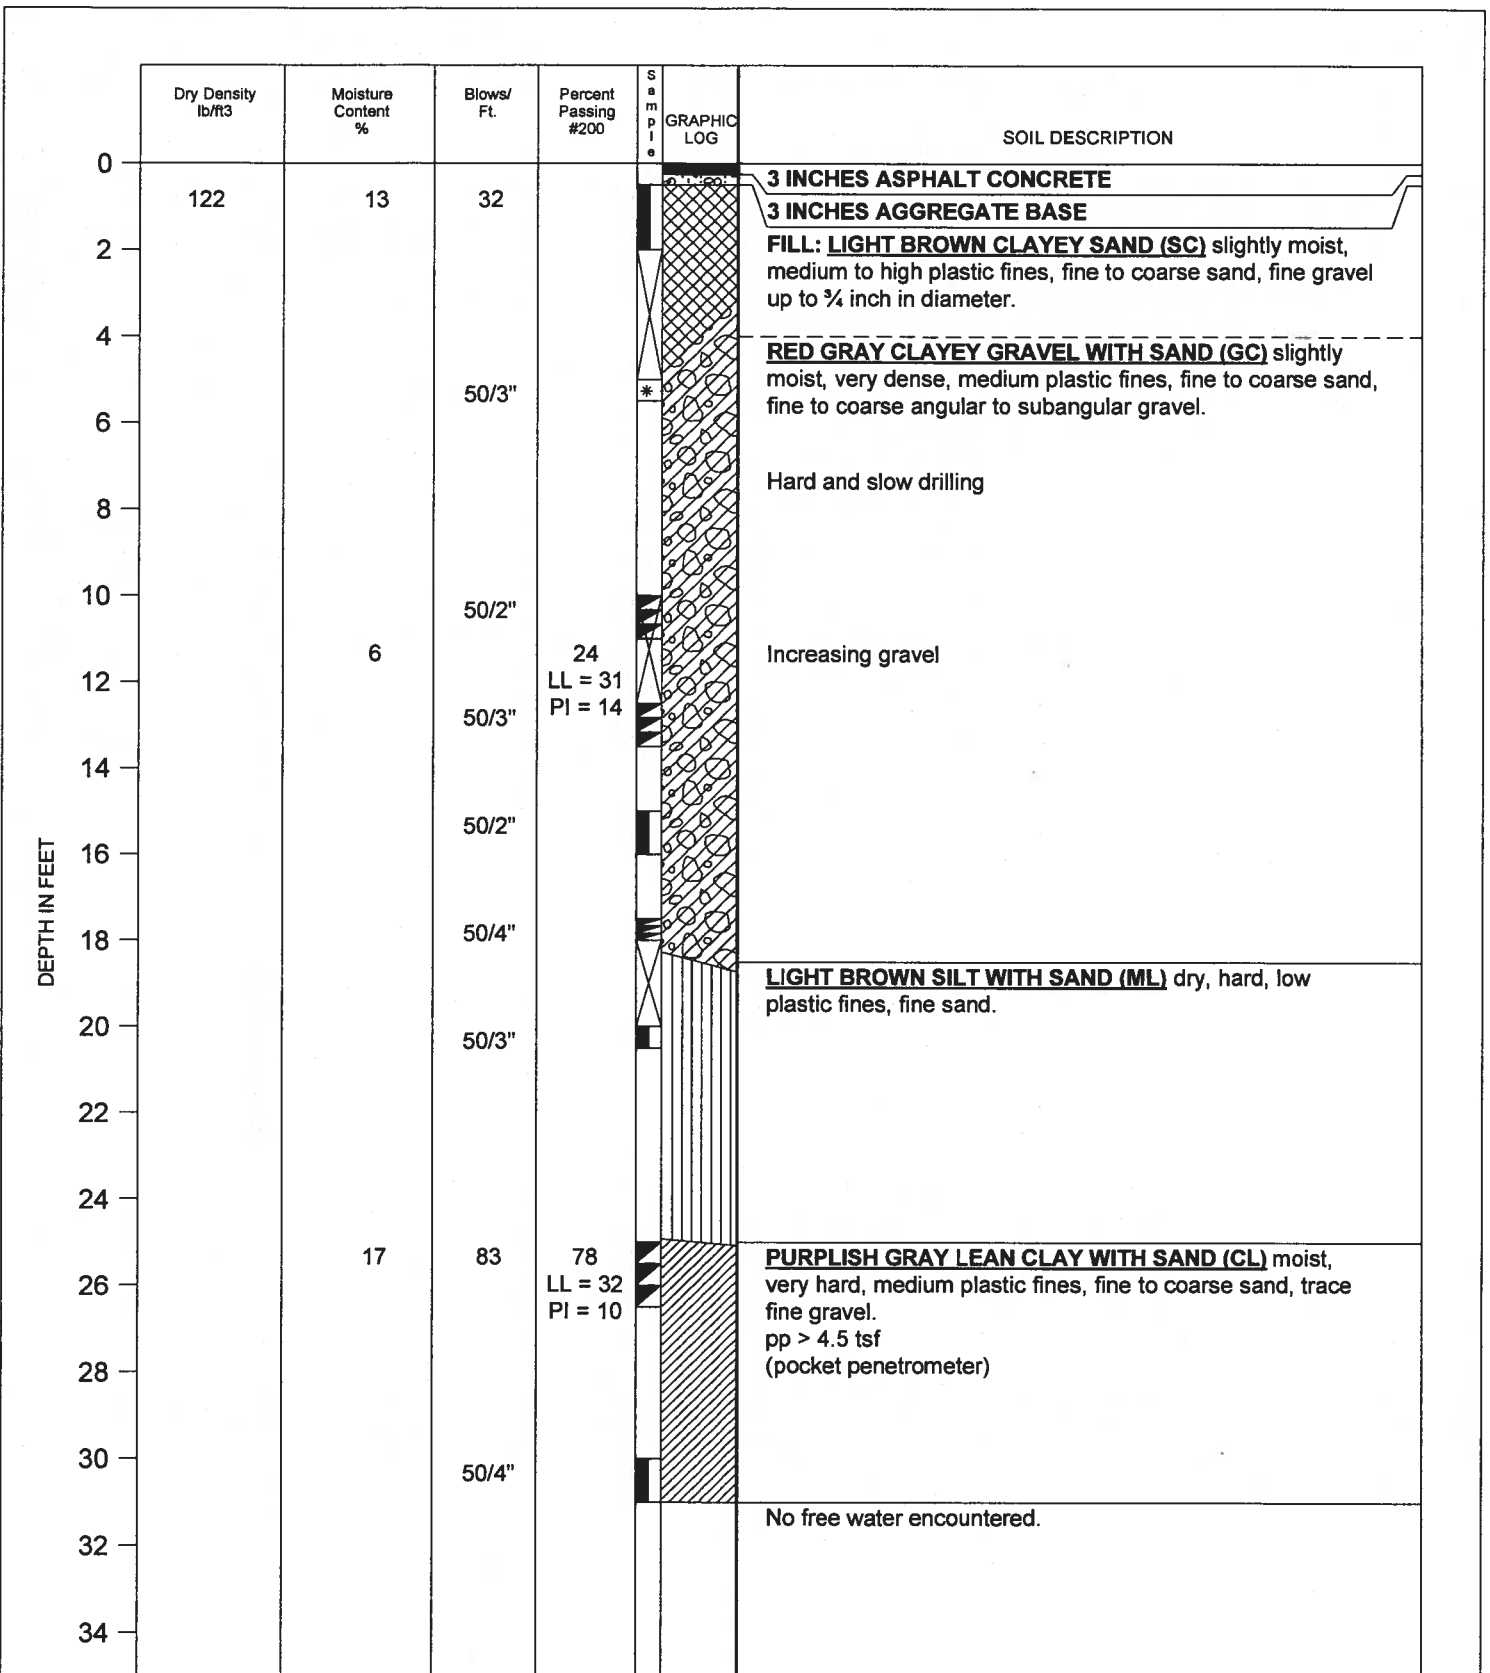 Dry Density
lb/ft3
Moisture
Content
%
Blows/
Ft.
Percent
Passing
#200
Sample
GRAPHIC
LOG
SOIL DESCRIPTION
DEPTH IN FEET
0
3 INCHES ASPHALT CONCRETE
122 13 32
3 INCHES AGGREGATE BASE
2
FILL: LIGHT BROWN CLAYEY SAND (SC) slightly moist,
medium to high plastic fines, fine to coarse sand, fine gravel
up to ¾ inch in diameter.
4
RED GRAY CLAYEY GRAVEL WITH SAND (GC) slightly
moist, very dense, medium plastic fines, fine to coarse sand,
fine to coarse angular to subangular gravel.
50/3" *
6
Hard and slow drilling
8
10
50/2"
6 24
Increasing gravel
12
LL = 31
PI = 14
50/3"
14
50/2"
16
50/4"
18
LIGHT BROWN SILT WITH SAND (ML) dry, hard, low
plastic fines, fine sand.
20
50/3"
22
24
17 83 78
LL = 32
PI = 10
PURPLISH GRAY LEAN CLAY WITH SAND (CL) moist,
very hard, medium plastic fines, fine to coarse sand, trace
fine gravel.
pp > 4.5 tsf
(pocket penetrometer)
26
28
30
50/4"
No free water encountered.
32
34